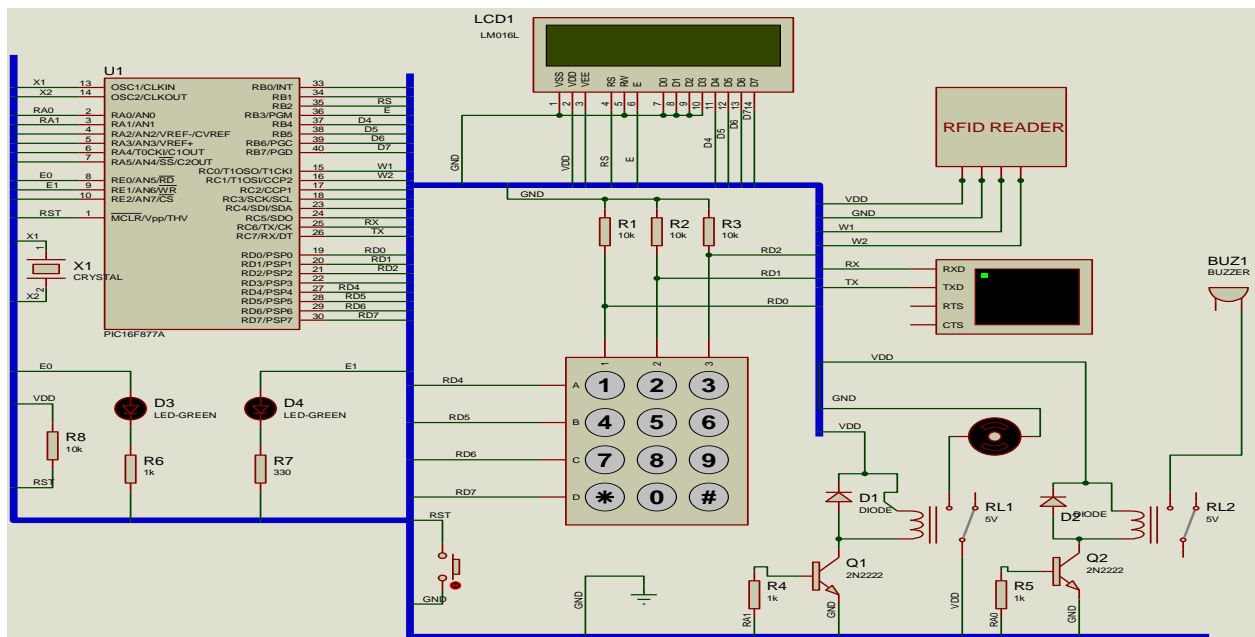 LCD1
LM016L
VSS VDD VEE RS RW E D0 D1 D2 D3 D4 D5 D6 D7
1 2 3 4 5 6 7 8 9 10 11 12 13 14
GND VDD RS E D4 D5 D6 D7
U1
X1 13 OSC1/CLKIN RB0/INT 33
X2 14 OSC2/CLKOUT RB1 34
RB2 35 RS
RA0 2 RA0/AN0 RB3/PGM 36 E
RA1 3 RA1/AN1 RB4 37 D4
4 RA2/AN2/VREF-/CVREF RB5 38 D5
5 RA3/AN3/VREF+ RB6/PGC 39 D6
6 RA4/T0CKI/C1OUT RB7/PGD 40 D7
7 RA5/AN4/SS/C2OUT
RC0/T1OSO/T1CKI 15 W1
E0 8 RE0/AN5/RD RC1/T1OSI/CCP2 16 W2
E1 9 RE1/AN6/WR RC2/CCP1 17
10 RE2/AN7/CS RC3/SCK/SCL 18
RC4/SDI/SDA 23
RST 1 MCLR/Vpp/THV RC5/SDO 24
RC6/TX/CK 25 RX
RC7/RX/DT 26 TX
RD0/PSP0 19 RD0
RD1/PSP1 20 RD1
RD2/PSP2 21 RD2
RD3/PSP3 22
RD4/PSP4 27 RD4
RD5/PSP5 28 RD5
RD6/PSP6 29 RD6
RD7/PSP7 30 RD7
PIC16F877A
X1
1
X1
CRYSTAL
2
X2
RFID READER
VDD
GND
W1
W2
RX RXD
TX TXD
RTS
CTS
BUZ1
BUZZER
GND
R1 10k
R2 10k
R3 10k
RD2
RD1
RD0
1 2 3
RD4 A 1 2 3
RD5 B 4 5 6
RD6 C 7 8 9
RD7 D * 0 #
E0 E1
D3
LED-GREEN
D4
LED-GREEN
VDD
R8
10k
RST
R6
1k
R7
330
RST
GND
GND
VDD
GND
VDD
D1
DIODE
RL1
5V
D2
DIODE
RL2
5V
Q1
2N2222
Q2
2N2222
R4
1k
R5
1k
RA1 GND VDD RA0 GND